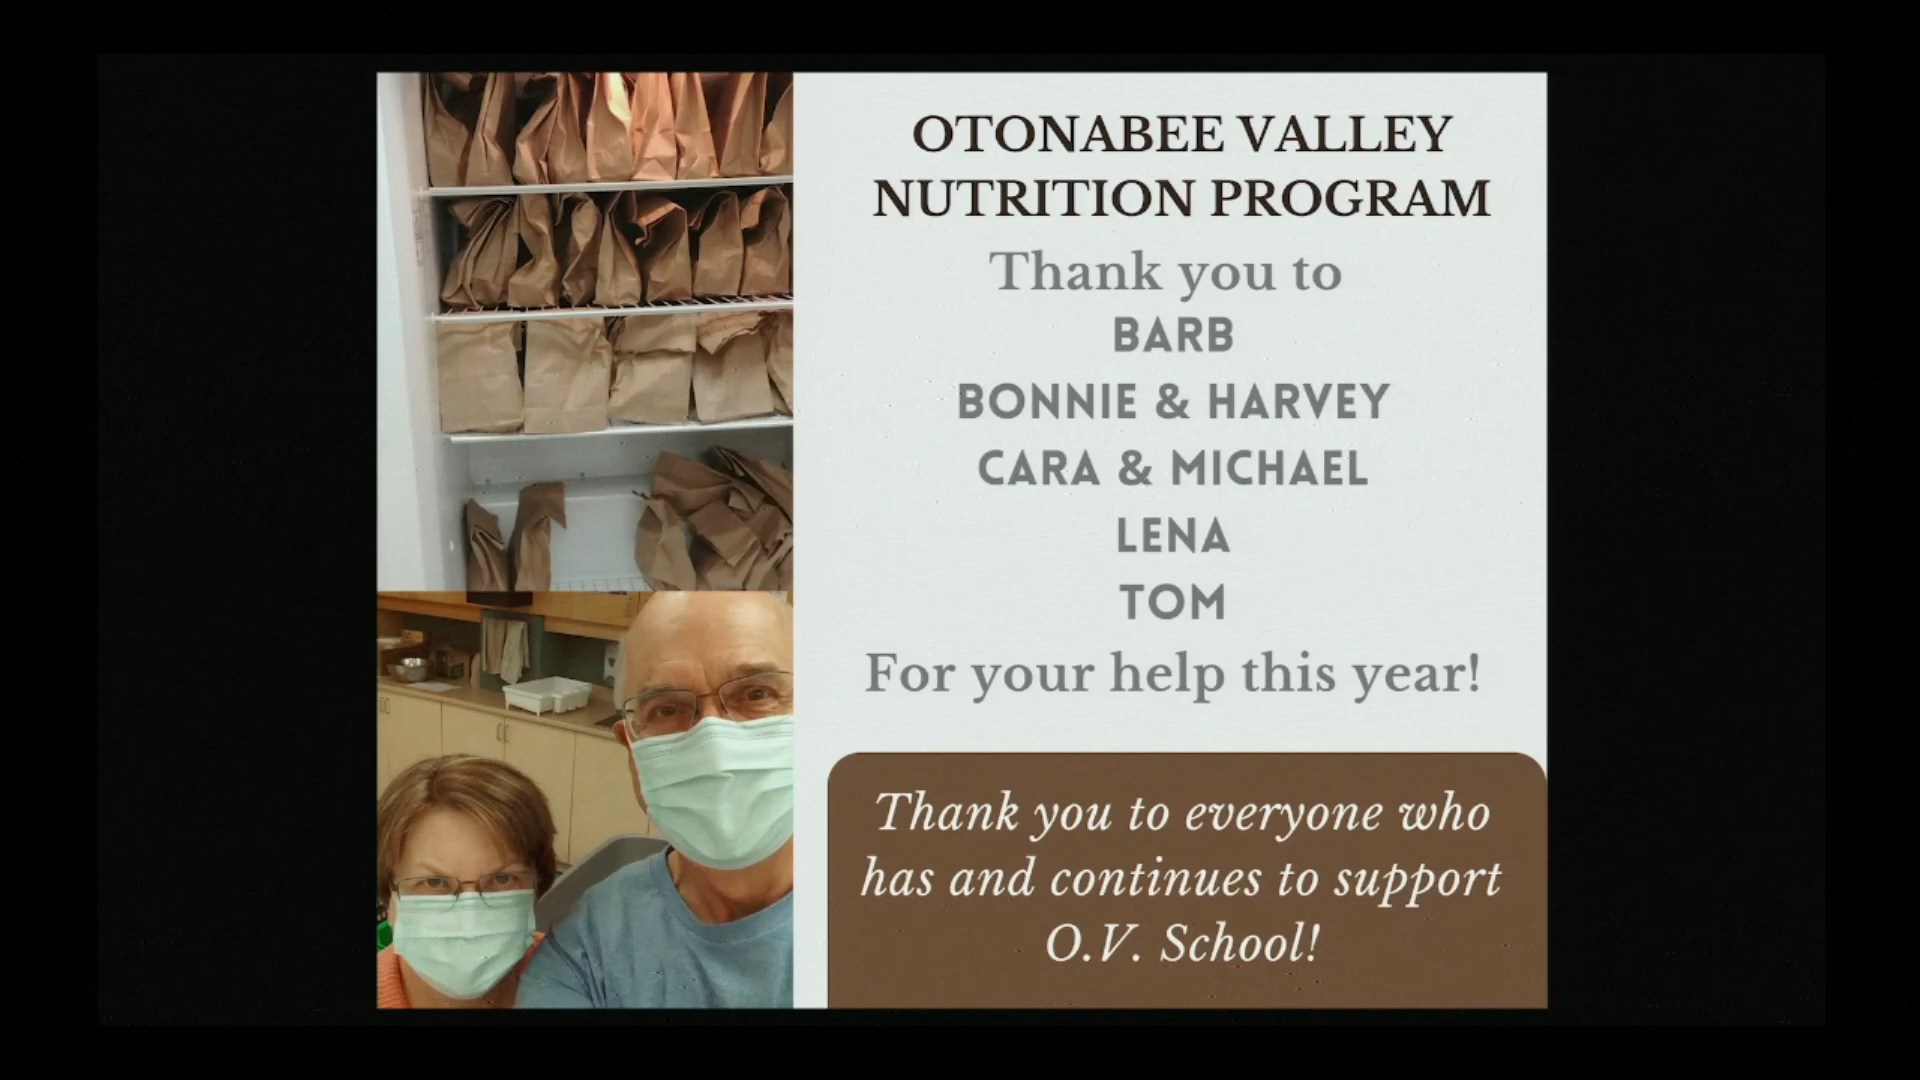 OTONABEE VALLEY
NUTRITION PROGRAM
Thank you to
BARB
BONNIE & HARVEY
CARA & MICHAEL
LENA
TOM
For your help this year!
Thank you to everyone who
has and continues to support
O.V. School!